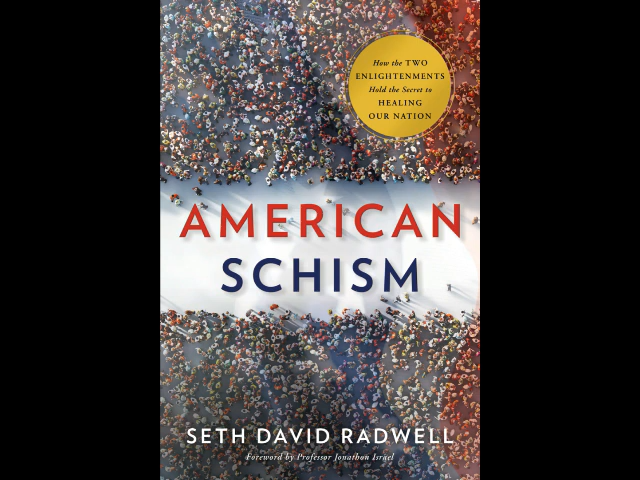 How the TWO
ENLIGHTENMENTS
Hold the Secret to
HEALING
OUR NATION
AMERICAN
SCHISM
SETH DAVID RADWELL
Foreword by Professor Jonathon Israel